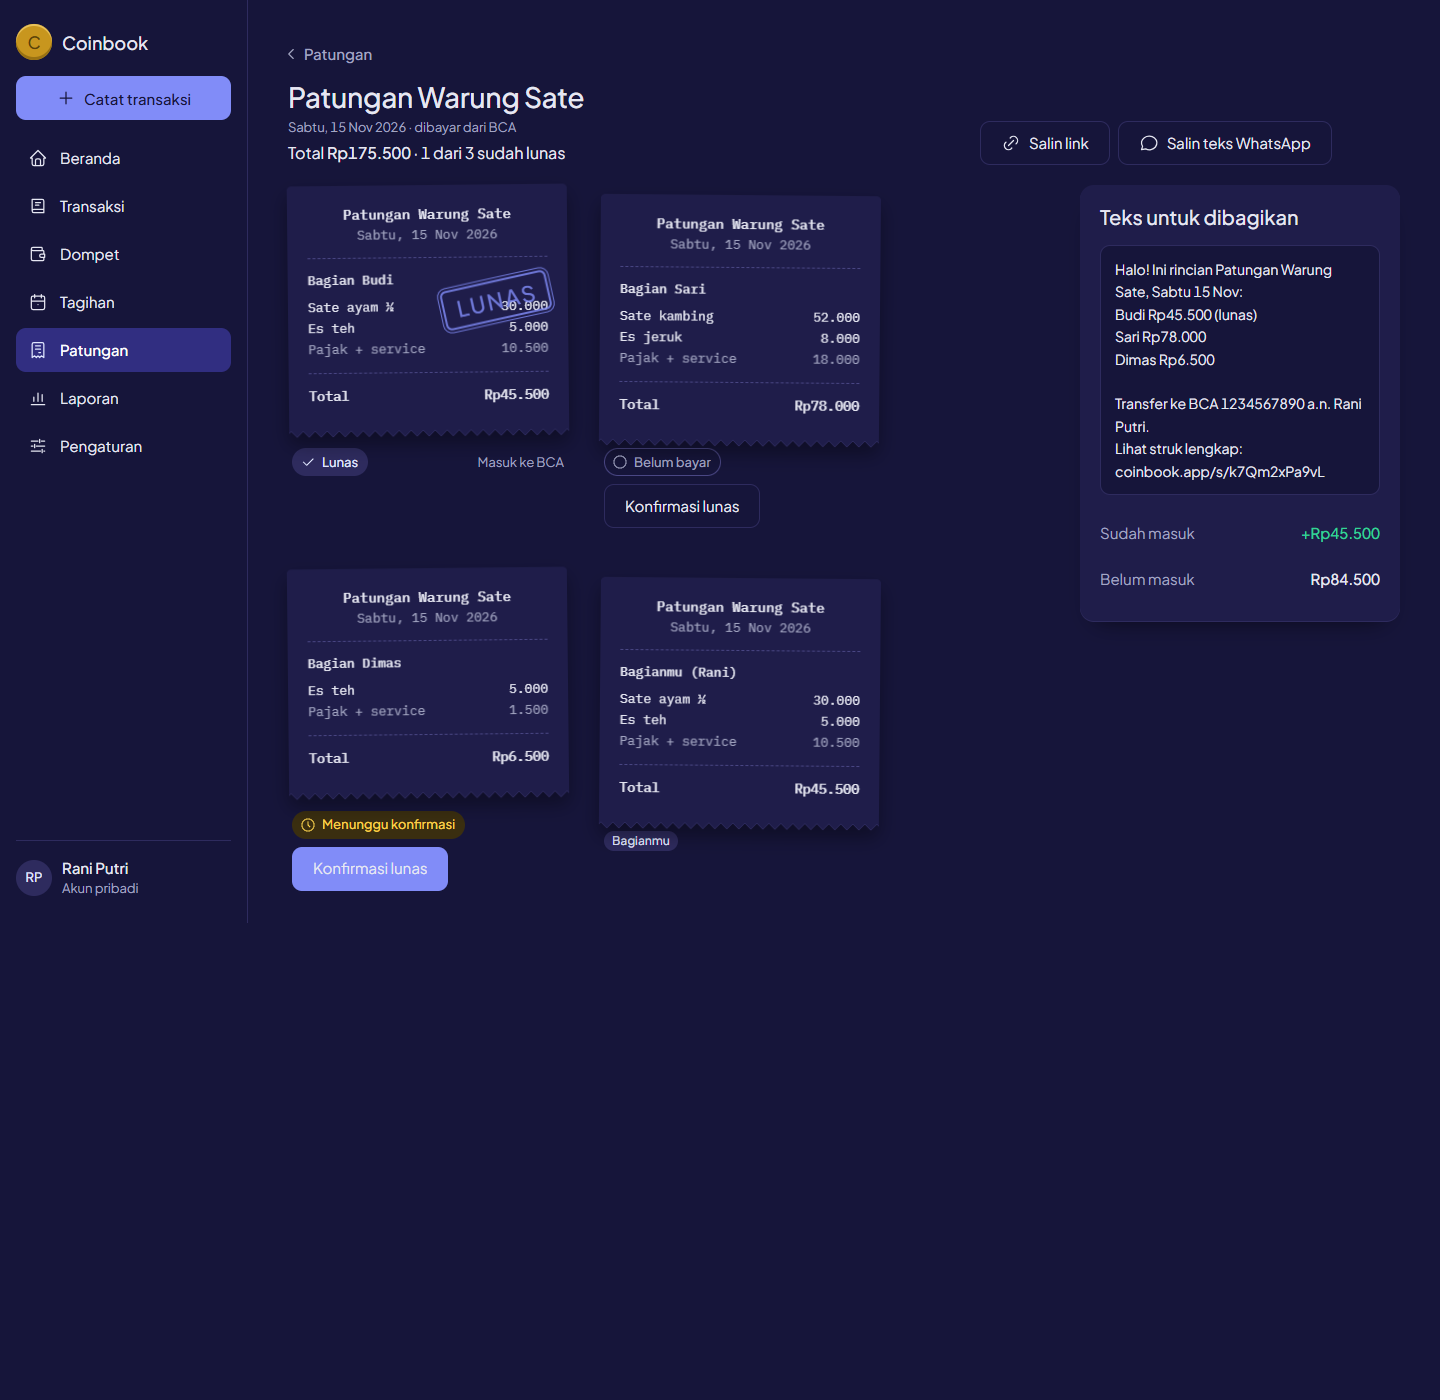 C Coinbook
Catat transaksi
Beranda
Transaksi
Dompet
Tagihan
Patungan
Laporan
Pengaturan
RP
Rani Putri
Akun pribadi
Patungan
Patungan Warung Sate
Sabtu, 15 Nov 2026 · dibayar dari BCA
Total Rp175.500 · 1 dari 3 sudah lunas
Salin link
Salin teks WhatsApp
Patungan Warung Sate
Sabtu, 15 Nov 2026
Bagian Budi
LUNAS
Sate ayam ½ 30.000
Es teh 5.000
Pajak + service 10.500
Total Rp45.500
Lunas
Masuk ke BCA
Patungan Warung Sate
Sabtu, 15 Nov 2026
Bagian Sari
Sate kambing 52.000
Es jeruk 8.000
Pajak + service 18.000
Total Rp78.000
Belum bayar
Konfirmasi lunas
Patungan Warung Sate
Sabtu, 15 Nov 2026
Bagian Dimas
Es teh 5.000
Pajak + service 1.500
Total Rp6.500
Menunggu konfirmasi
Konfirmasi lunas
Patungan Warung Sate
Sabtu, 15 Nov 2026
Bagianmu (Rani)
Sate ayam ½ 30.000
Es teh 5.000
Pajak + service 10.500
Total Rp45.500
Bagianmu
Teks untuk dibagikan
Halo! Ini rincian Patungan Warung
Sate, Sabtu 15 Nov:
Budi Rp45.500 (lunas)
Sari Rp78.000
Dimas Rp6.500
Transfer ke BCA 1234567890 a.n. Rani
Putri.
Lihat struk lengkap:
coinbook.app/s/k7Qm2xPa9vL
Sudah masuk +Rp45.500
Belum masuk Rp84.500